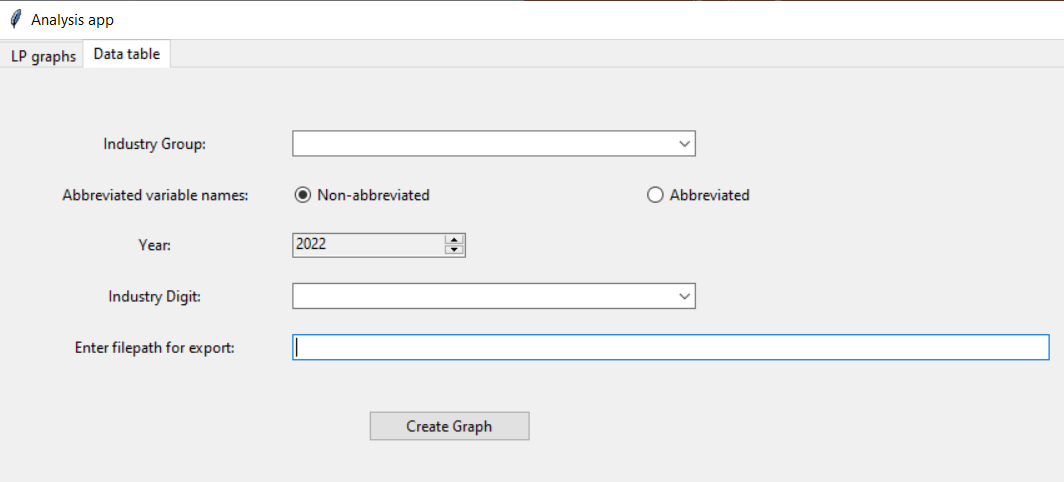 Analysis app
LP graphs Data table
Industry Group:
Abbreviated variable names: Non-abbreviated Abbreviated
Year: 2022
Industry Digit:
Enter filepath for export:
Create Graph